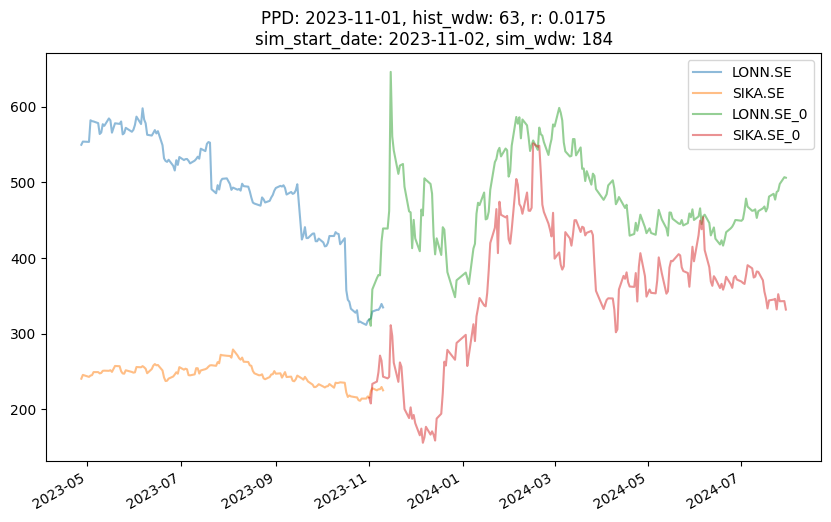 PPD: 2023-11-01, hist_wdw: 63, r: 0.0175
sim_start_date: 2023-11-02, sim_wdw: 184
LONN.SE
SIKA.SE
LONN.SE_0
SIKA.SE_0
600
500
400
300
200
2023-05
2023-07
2023-09
2023-11
2024-01
2024-03
2024-05
2024-07